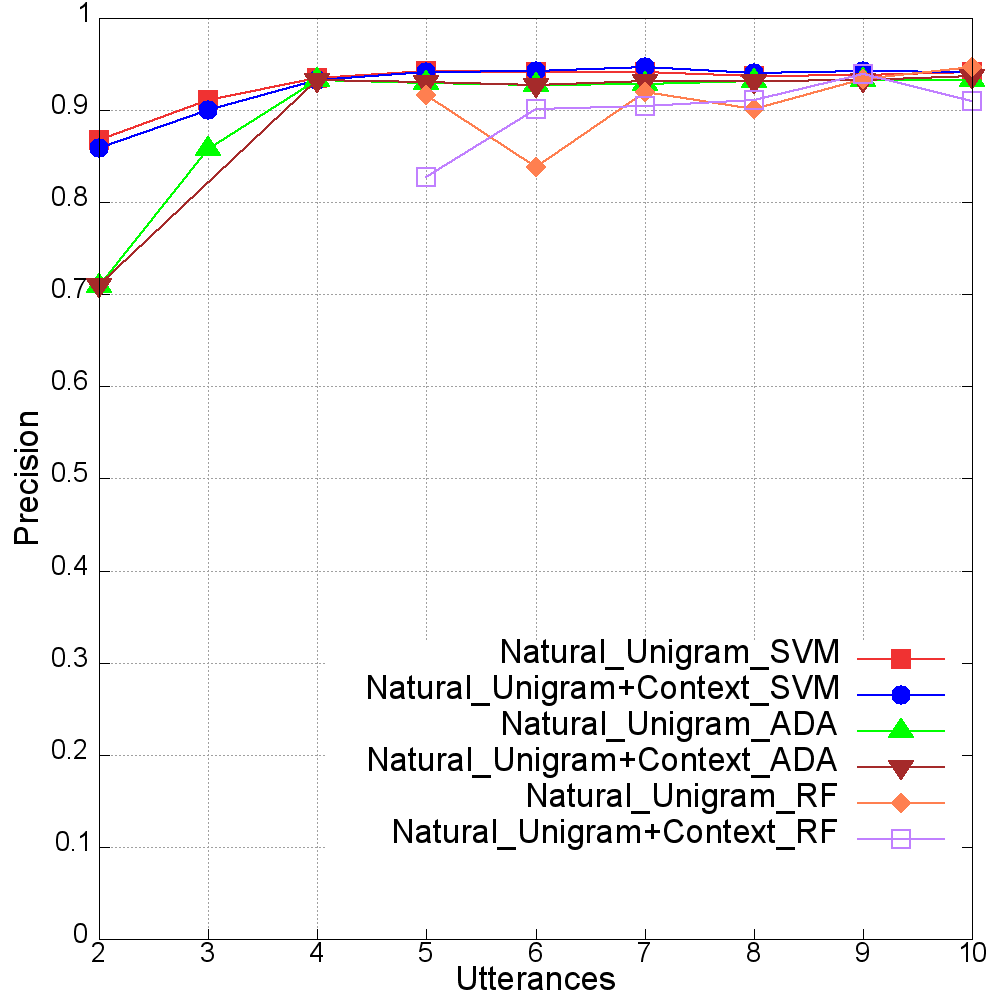 1
0.9
0.8
0.7
0.6
0.5
0.4
0.3
0.2
0.1
0
Precision
Natural_Unigram_SVM
Natural_Unigram+Context_SVM
Natural_Unigram_ADA
Natural_Unigram+Context_ADA
Natural_Unigram_RF
Natural_Unigram+Context_RF
2 3 4 5 6 7 8 9 10
Utterances